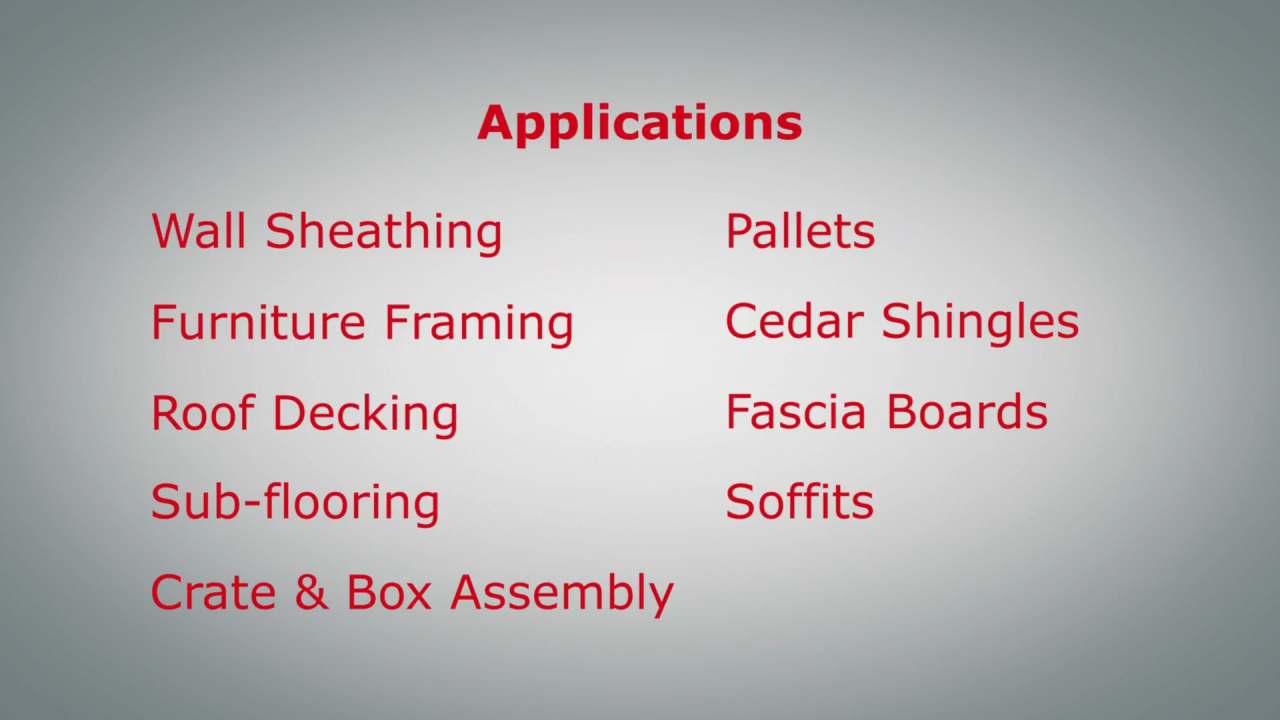 Applications
Wall Sheathing
Furniture Framing
Roof Decking
Sub-flooring
Crate & Box Assembly
Pallets
Cedar Shingles
Fascia Boards
Soffits